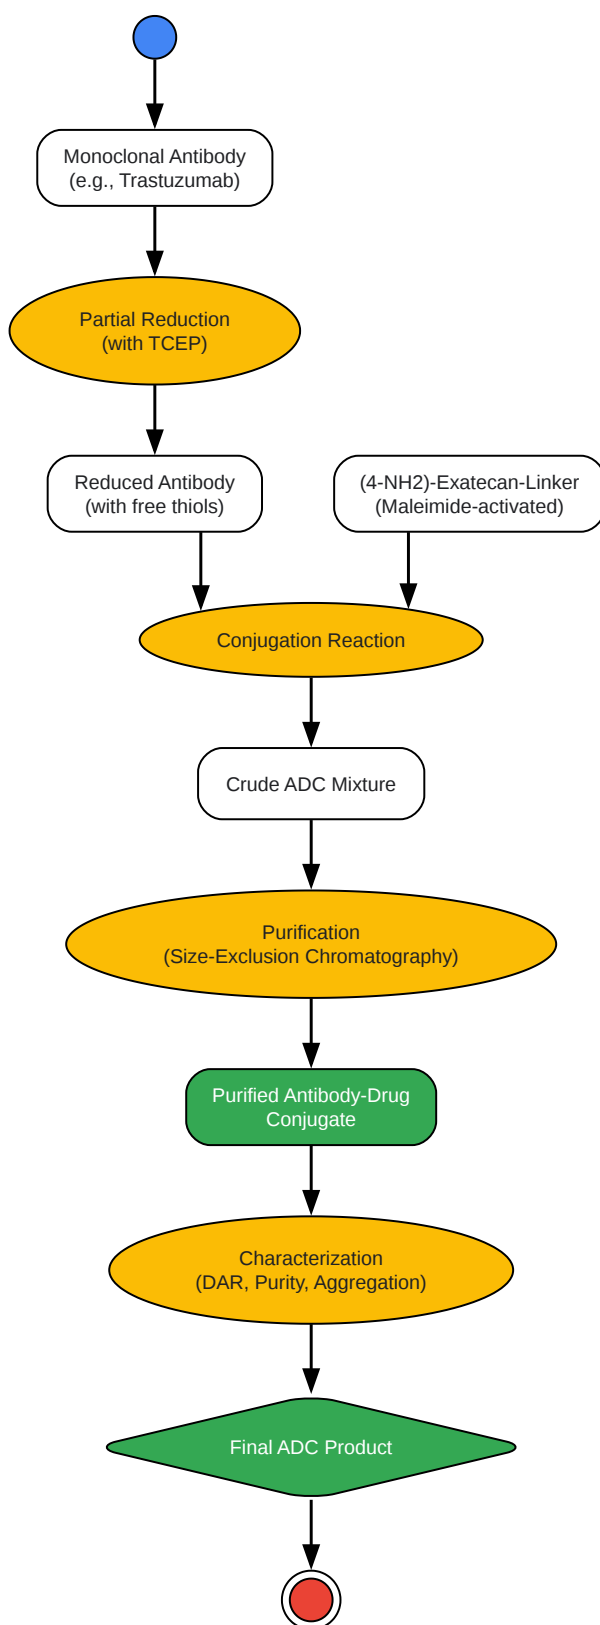 Monoclonal Antibody
(e.g., Trastuzumab)
Partial Reduction
(with TCEP)
Reduced Antibody
(with free thiols)
(4-NH2)-Exatecan-Linker
(Maleimide-activated)
Conjugation Reaction
Crude ADC Mixture
Purification
(Size-Exclusion Chromatography)
Purified Antibody-Drug
Conjugate
Characterization
(DAR, Purity, Aggregation)
Final ADC Product